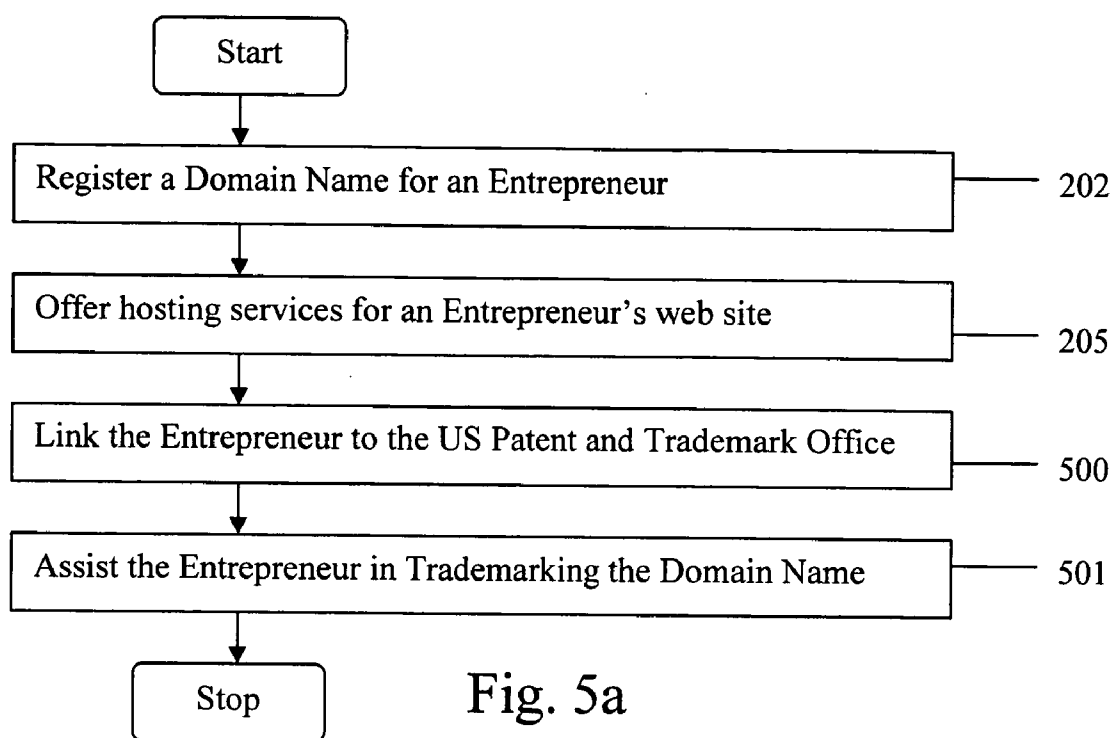 Start
Register a Domain Name for an Entrepreneur
202
Offer hosting services for an Entrepreneur's web site
205
Link the Entrepreneur to the US Patent and Trademark Office
500
Assist the Entrepreneur in Trademarking the Domain Name
501
Stop
Fig. 5a